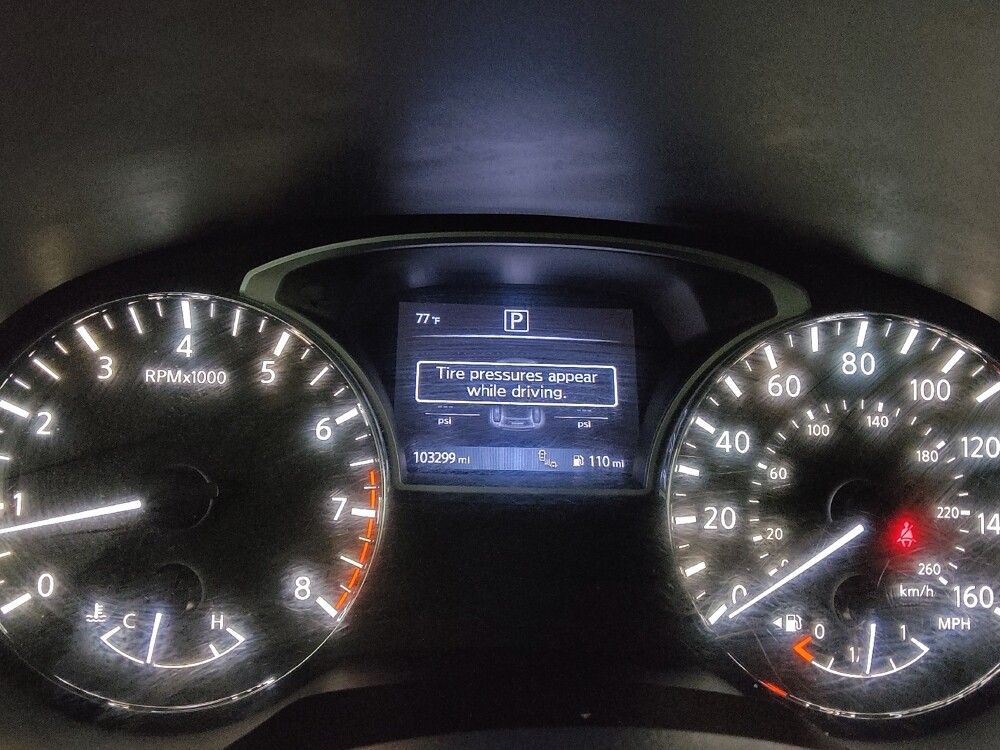 77°F
P
Tire pressures appear
while driving.
psi
psi
103299 mi
110 mi
0
1
2
3
4
5
6
7
8
RPMx1000
C
H
0
20
40
60
80
100
120
14
160
MPH
20
60
100
140
180
220
260
km/h
0
1